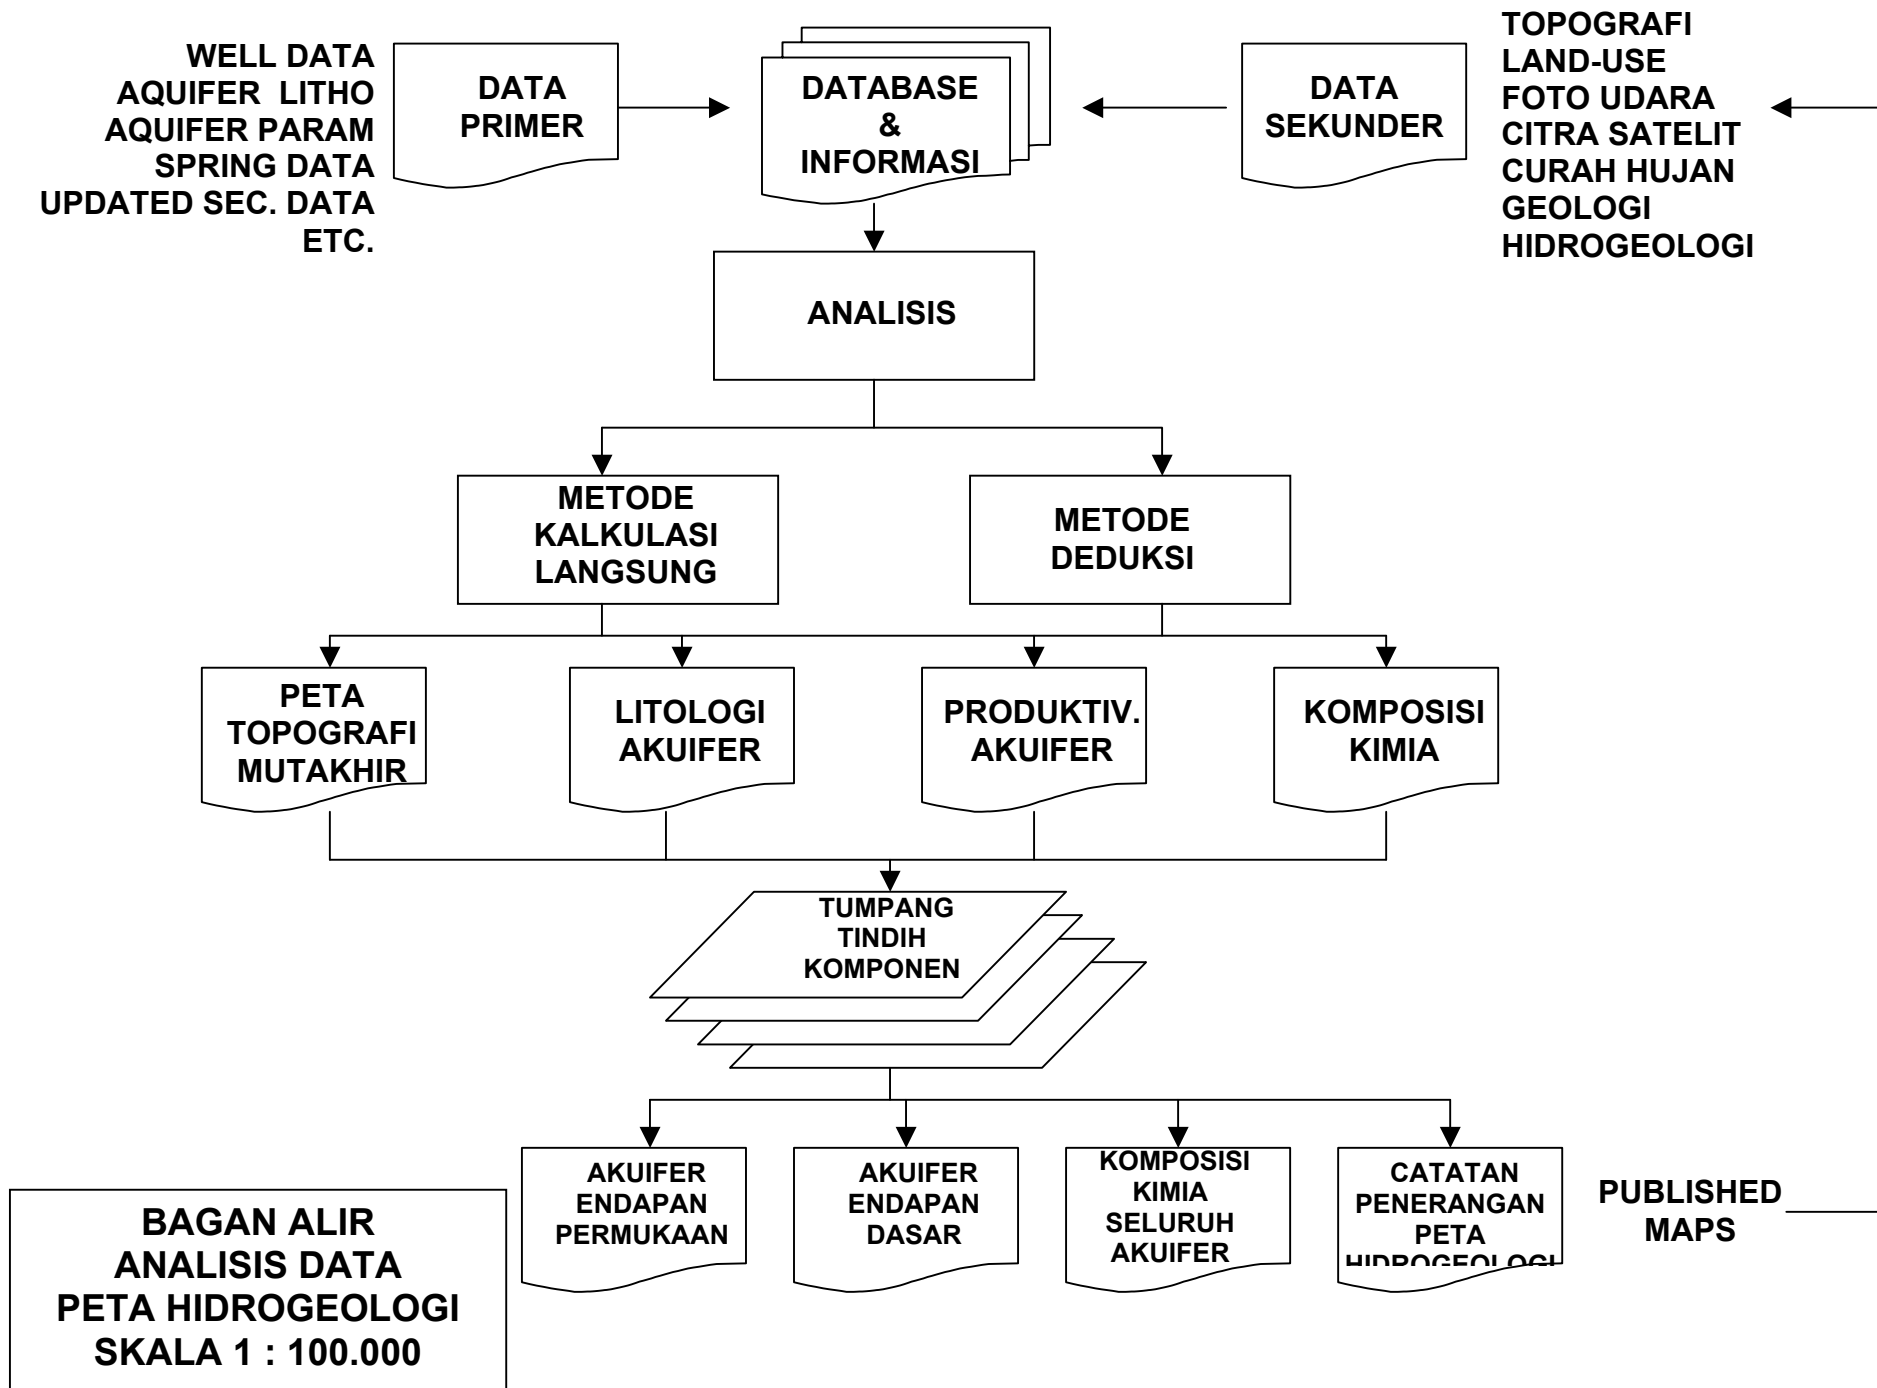 WELL DATA
AQUIFER LITHO
AQUIFER PARAM
SPRING DATA
UPDATED SEC. DATA
ETC.
DATA
PRIMER
DATABASE
&
INFORMASI
DATA
SEKUNDER
TOPOGRAFI
LAND-USE
FOTO UDARA
CITRA SATELIT
CURAH HUJAN
GEOLOGI
HIDROGEOLOGI
ANALISIS
METODE
KALKULASI
LANGSUNG
METODE
DEDUKSI
PETA
TOPOGRAFI
MUTAKHIR
LITOLOGI
AKUIFER
PRODUKTIV.
AKUIFER
KOMPOSISI
KIMIA
TUMPANG
TINDIH
KOMPONEN
AKUIFER
ENDAPAN
PERMUKAAN
AKUIFER
ENDAPAN
DASAR
KOMPOSISI
KIMIA
SELURUH
AKUIFER
CATATAN
PENERANGAN
PETA
HIDROGEOLOGI
PUBLISHED
MAPS
BAGAN ALIR
ANALISIS DATA
PETA HIDROGEOLOGI
SKALA 1 : 100.000